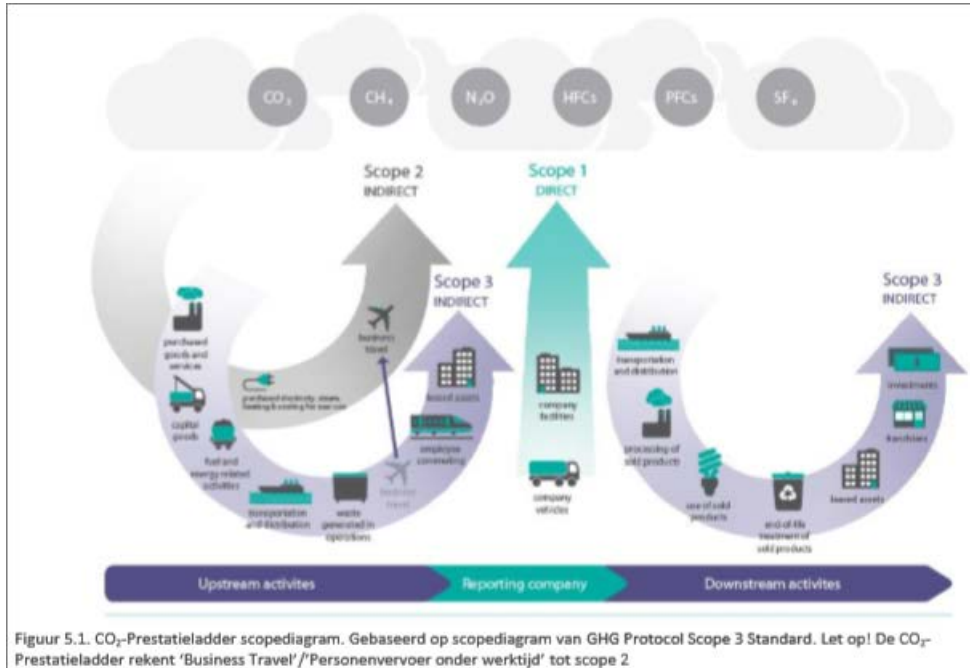 CO₂
CH₄
N₂O
HFCs
PFCs
SF₆
Scope 2
INDIRECT
Scope 1
DIRECT
Scope 3
INDIRECT
Scope 3
INDIRECT
purchased
goods and
services
capital
goods
fuel and
energy related
activities
transportation
and distribution
waste
generated in
operations
business
travel
purchased electricity, steam,
heating & cooling for own use
business
travel
employee
commuting
leased assets
company
facilities
company
vehicles
transportation
and distribution
processing of
sold products
use of sold
products
end-of-life
treatment of
sold products
leased assets
franchises
investments
Upstream activites
Reporting company
Downstream activites
Figuur 5.1. CO₂-Prestatieladder scopediagram. Gebaseerd op scopediagram van GHG Protocol Scope 3 Standard. Let op! De CO₂-
Prestatieladder rekent ‘Business Travel’/‘Personenvervoer onder werktijd’ tot scope 2